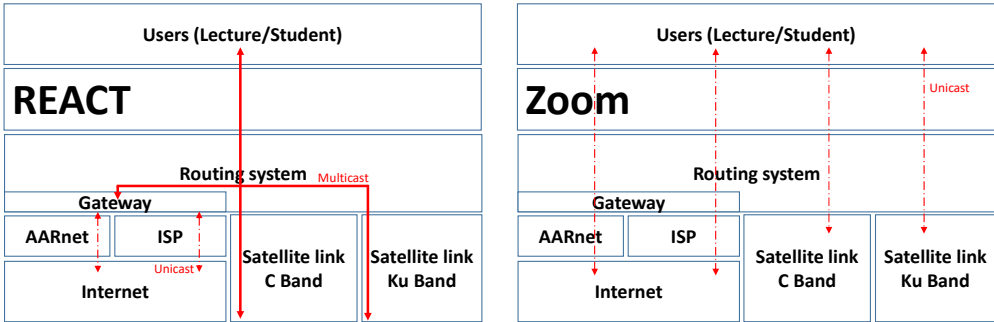 Users (Lecture/Student)
REACT
Routing system
Multicast
Gateway
AARnet
ISP
Unicast
Internet
Satellite link
C Band
Satellite link
Ku Band
Users (Lecture/Student)
Unicast
Zoom
Routing system
Gateway
AARnet
ISP
Internet
Satellite link
C Band
Satellite link
Ku Band